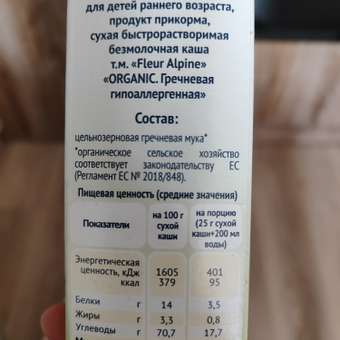 для детей раннего возраста,
продукт прикорма,
сухая быстрорастворимая
безмолочная каша
т.м. «Fleur Alpine»
«ORGANIC. Гречневая
гипоаллергенная»
Состав:
цельнозерновая гречневая мука*
*органическое сельское хозяйство
соответствует законодательству ЕС
(Регламент ЕС № 2018/848).
Пищевая ценность (средние значения)
Показатели на 100 г сухой каши на порцию (25 г сухой каши+200 мл воды)
Энергетическая
ценность, кДж 1605 401
ккал 379 95
Белки г 14 3,5
Жиры г 3,3 0,8
Углеводы г 70,7 17,7